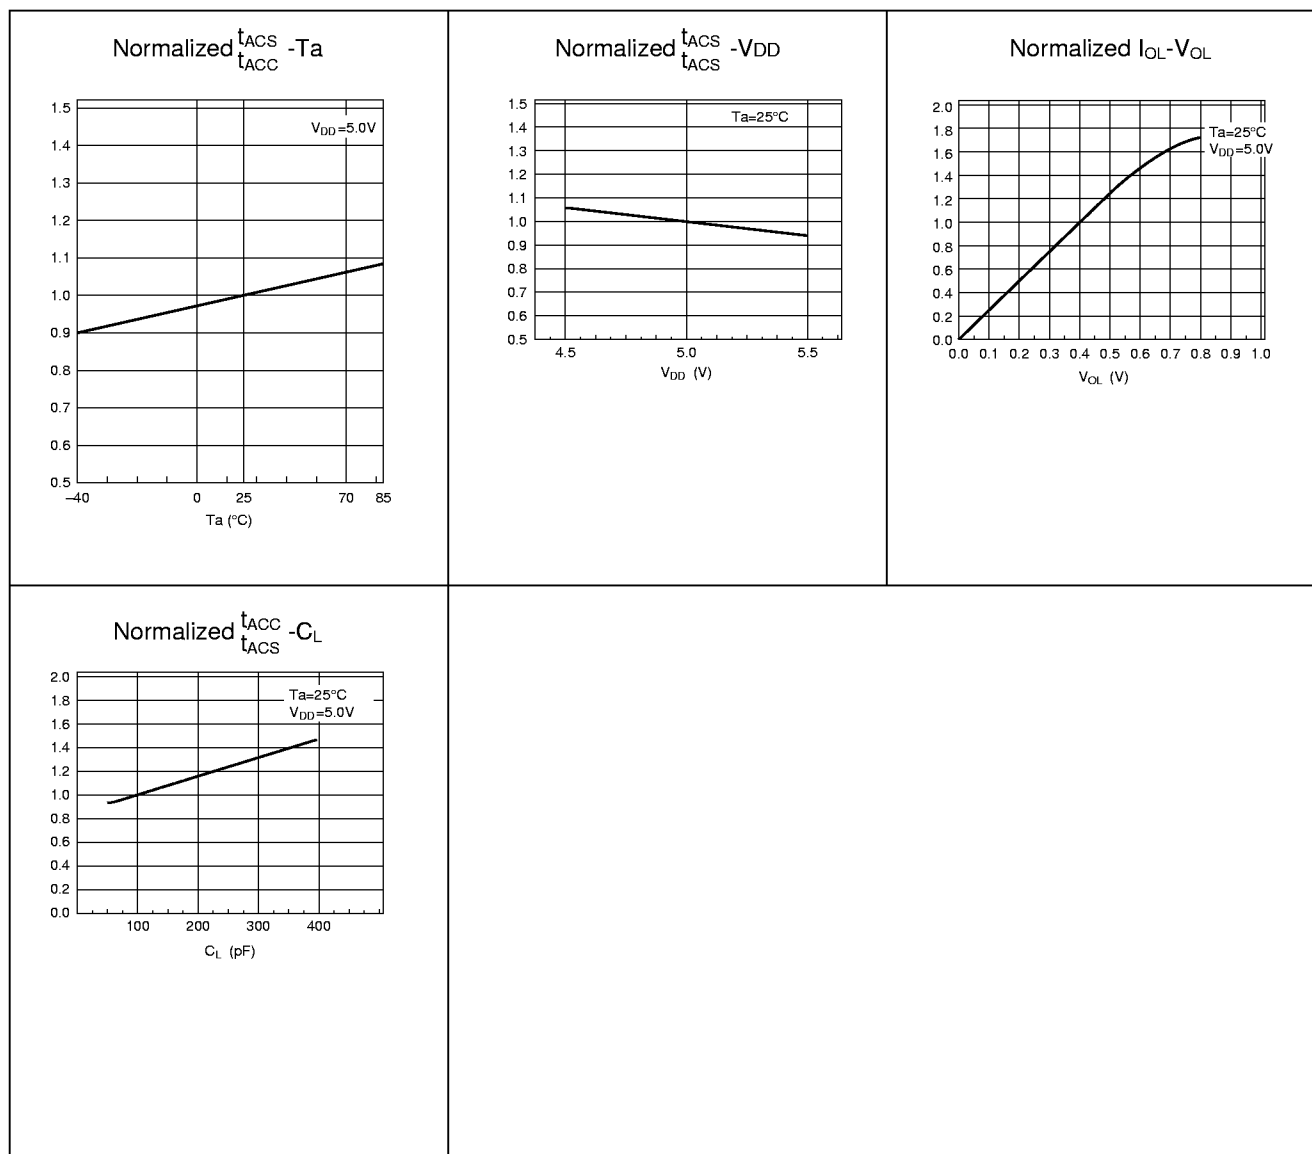 Normalized tACS tACC -Ta
1.5
VDD=5.0V
1.4
1.3
1.2
1.1
1.0
0.9
0.8
0.7
0.6
0.5
–40 0 25 70 85
Ta (°C)
Normalized tACS tACS -VDD
1.5
Ta=25°C
1.4
1.3
1.2
1.1
1.0
0.9
0.8
0.7
0.6
0.5
4.5 5.0 5.5
VDD (V)
Normalized IOL-VOL
2.0
1.8
Ta=25°C
VDD=5.0V
1.6
1.4
1.2
1.0
0.8
0.6
0.4
0.2
0.0
0.0 0.1 0.2 0.3 0.4 0.5 0.6 0.7 0.8 0.9 1.0
VOL (V)
Normalized tACC tACS -CL
2.0
1.8
Ta=25°C
VDD=5.0V
1.6
1.4
1.2
1.0
0.8
0.6
0.4
0.2
0.0
100 200 300 400
CL (pF)